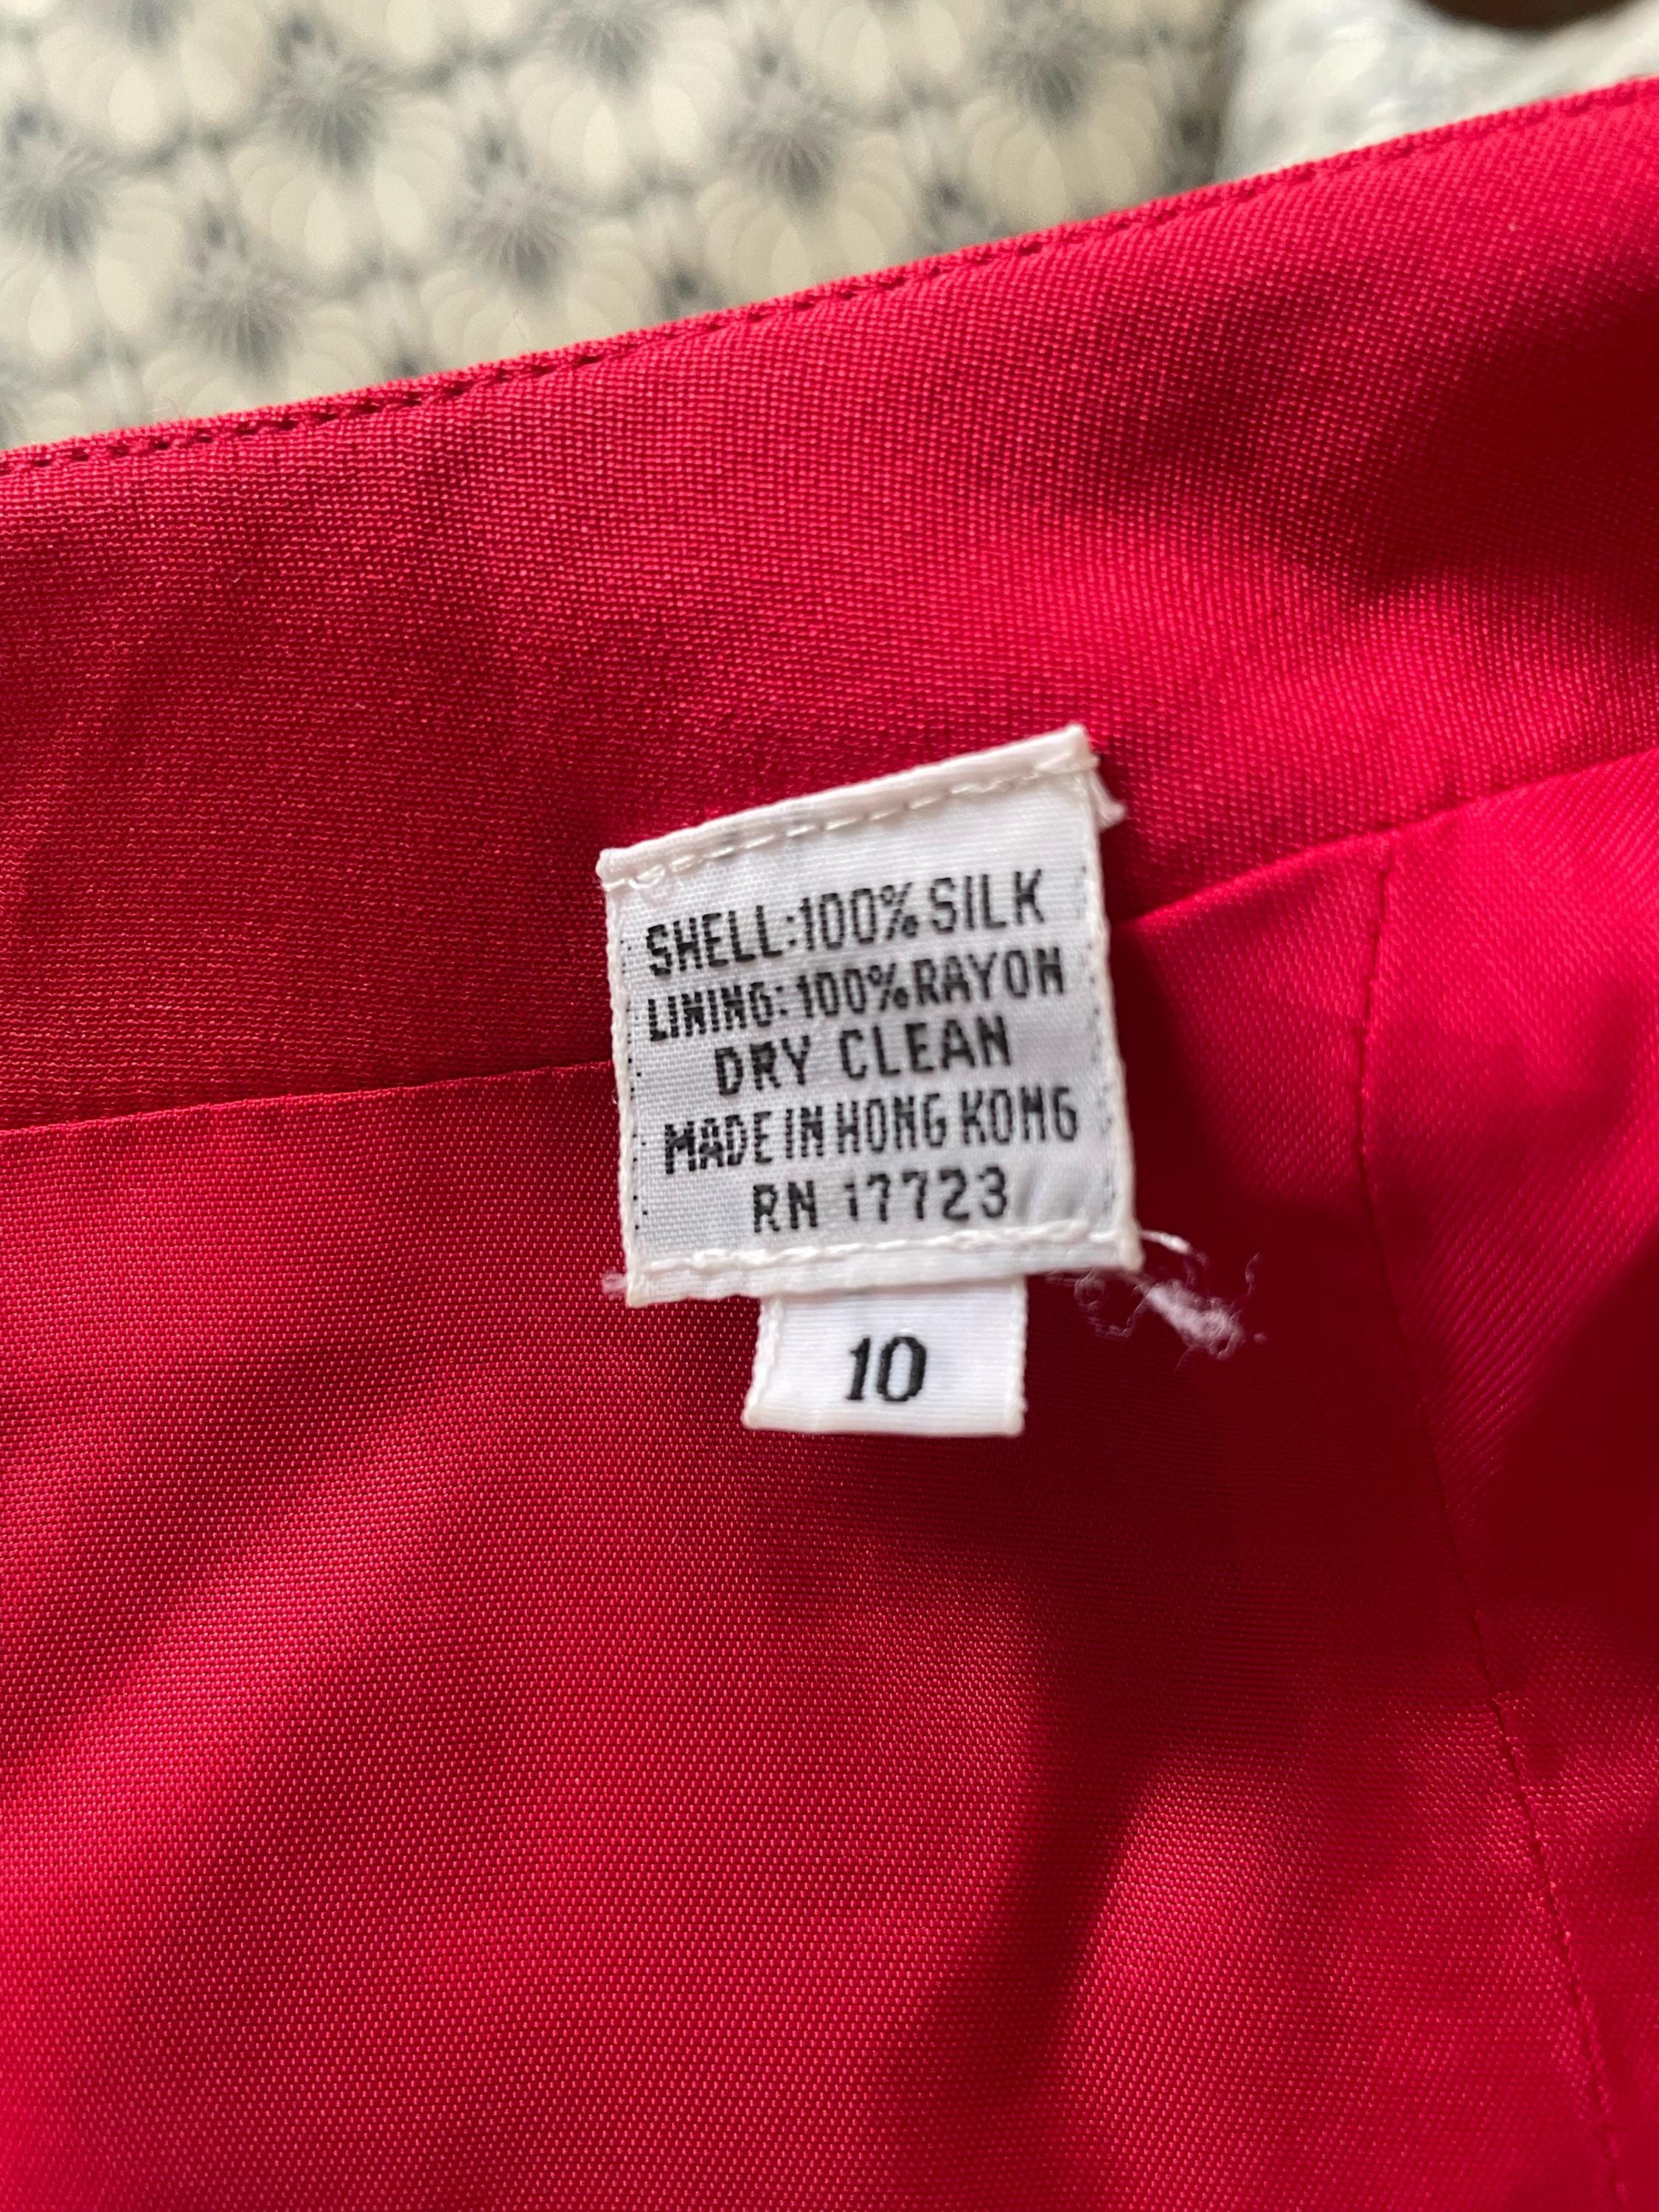 SHELL:100% SILK
LINING:100% RAYON
DRY CLEAN
MADE IN HONG KONG
RN 17723
10